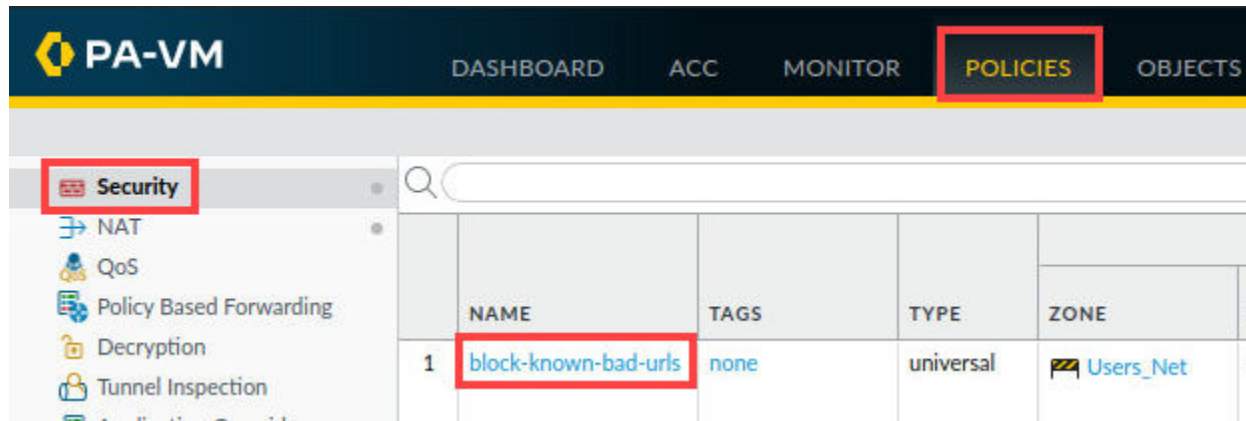 PA-VM
DASHBOARD ACC MONITOR POLICIES OBJECTS
Security
NAT
QoS
Policy Based Forwarding
Decryption
Tunnel Inspection
NAME TAGS TYPE ZONE
1 block-known-bad-urls none universal Users_Net